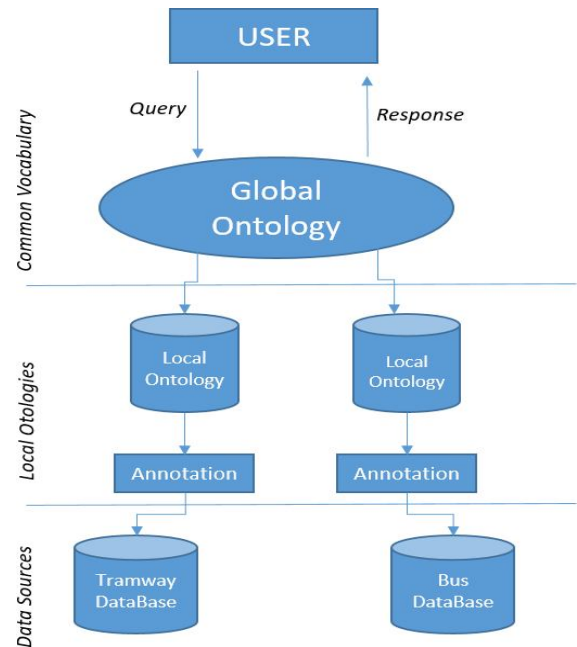 USER
Query
Response
Common Vocabulary
Global
Ontology
Local
Ontology
Local
Ontology
Local Otologies
Annotation
Annotation
Tramway
DataBase
Bus
DataBase
Data Sources